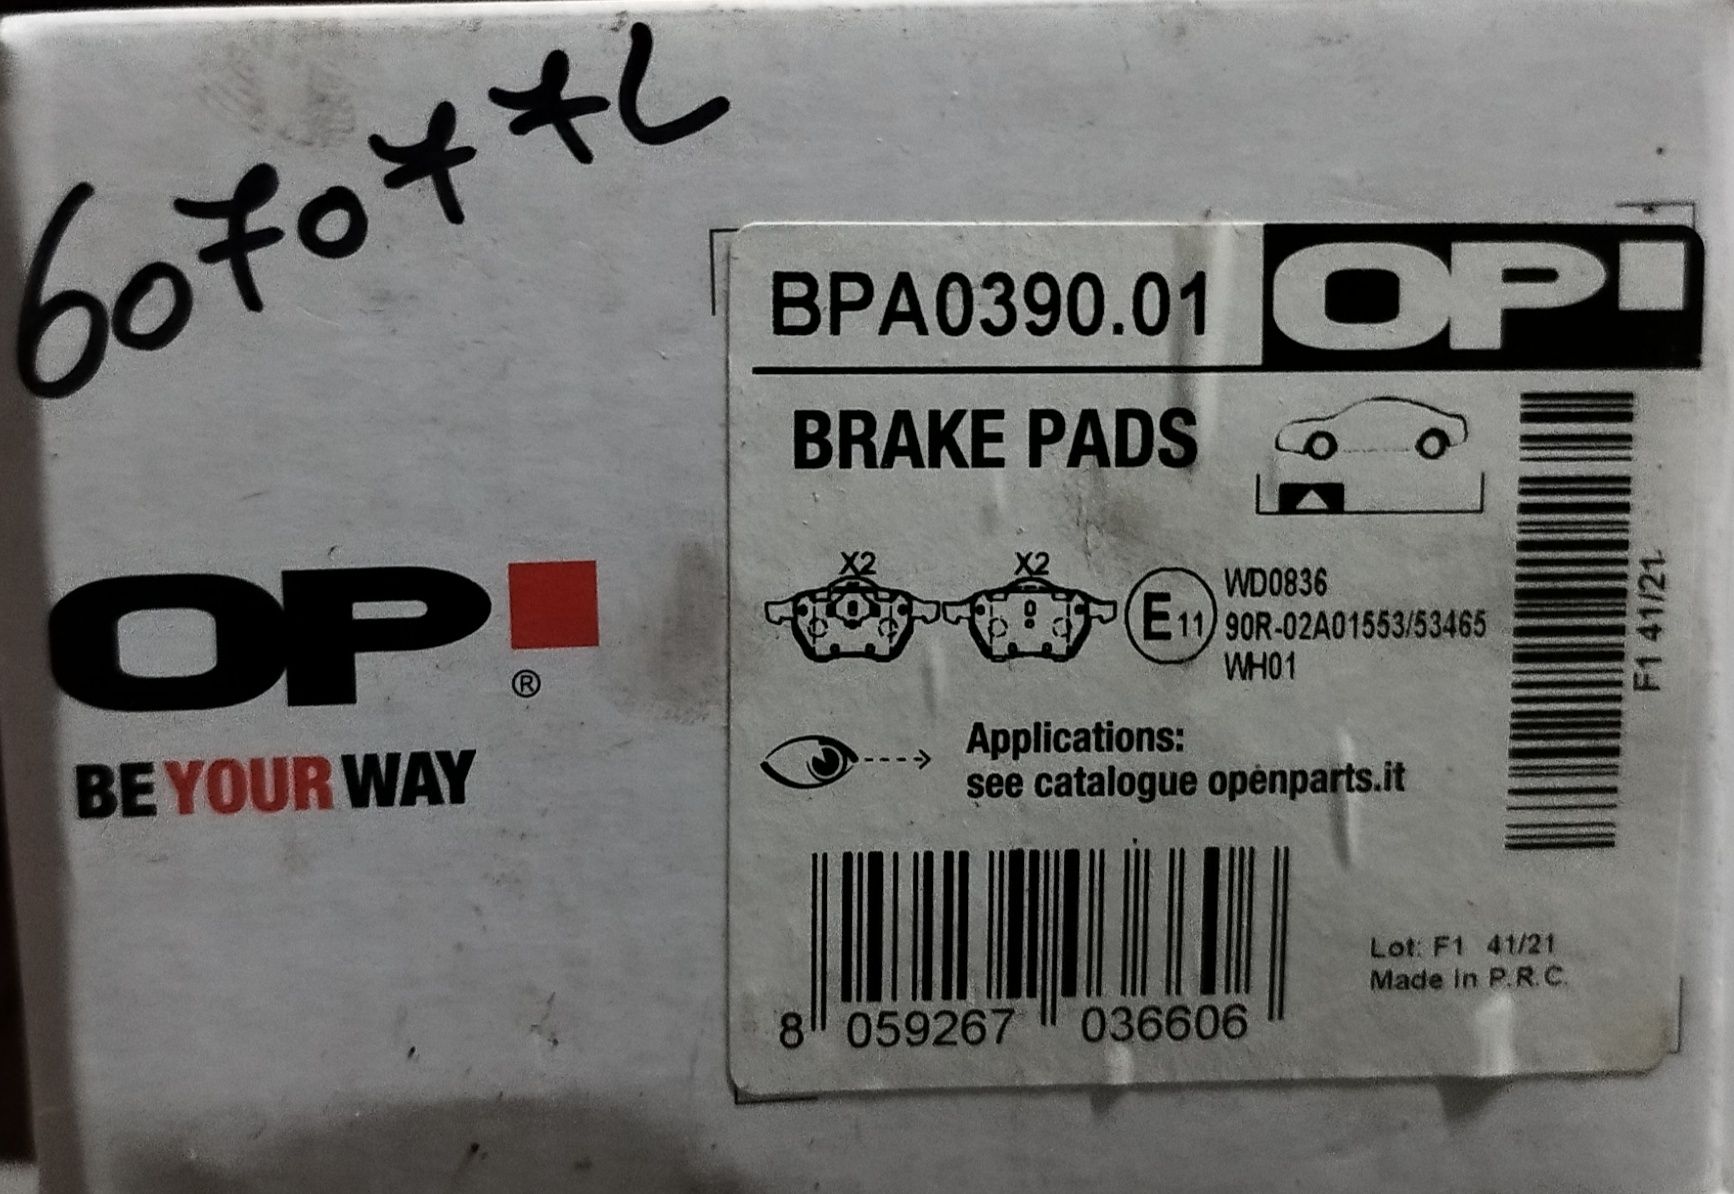 6070**L
BPA0390.01 OPI
BRAKE PADS
X2 X2
E11
WD0836
90R-02A01553/53465
WH01
F1 41/21
OP
®
BE YOUR WAY
Applications:
see catalogue openparts.it
Lot: F1 41/21
Made in P.R.C.
8 059267 036606